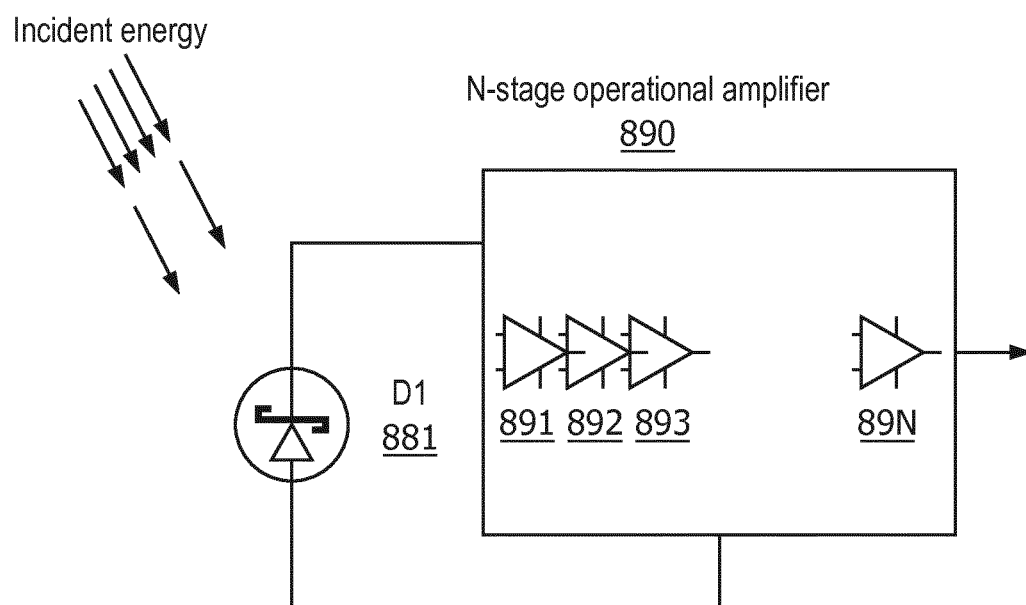 Incident energy
N-stage operational amplifier
890
D1
881
891 892 893 89N